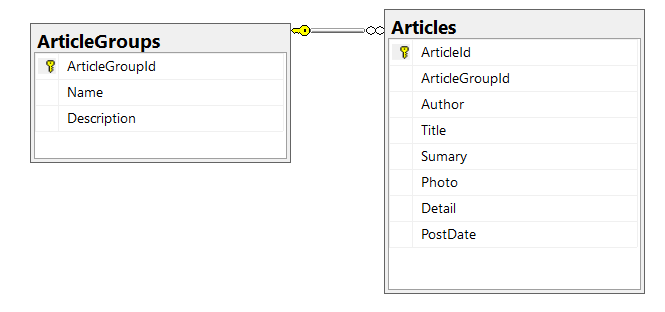 ArticleGroups
ArticleGroupId
Name
Description
Articles
ArticleId
ArticleGroupId
Author
Title
Sumary
Photo
Detail
PostDate